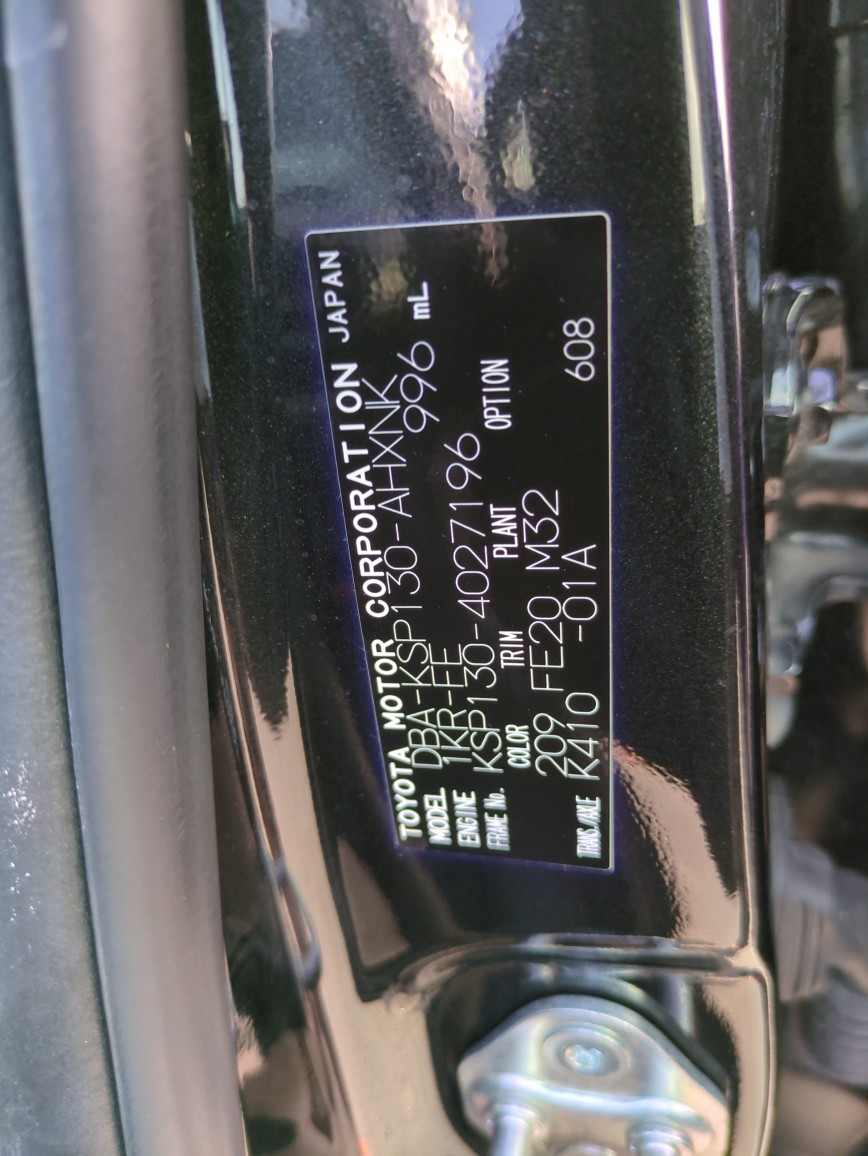 TOYOTA MOTOR CORPORATION JAPAN
MODEL DBA-KSP130-AHXNK
ENGINE 1KR-FE 996 mL
FRAME No. KSP130-4027196
COLOR TRIM PLANT OPTION
209 FE20 M32
TRANS/AXLE K410 -01A 608